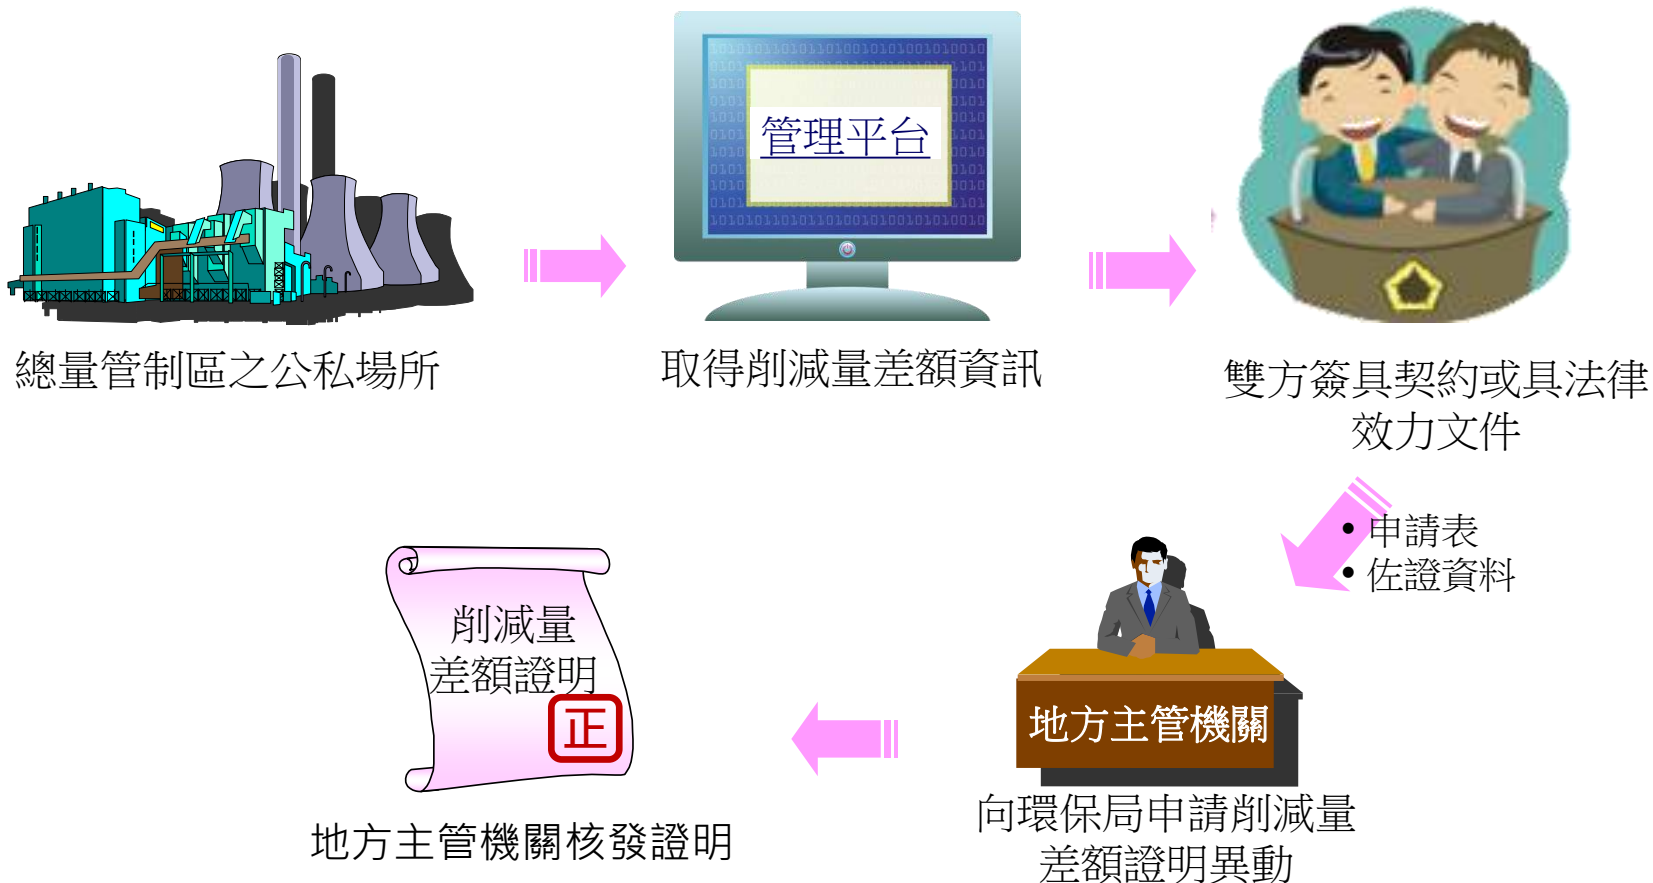 管理平台
總量管制區之公私場所
取得削減量差額資訊
雙方簽具契約或具法律
效力文件
• 申請表
• 佐證資料
地方主管機關
向環保局申請削減量
差額證明異動
削減量
差額證明
正
地方主管機關核發證明